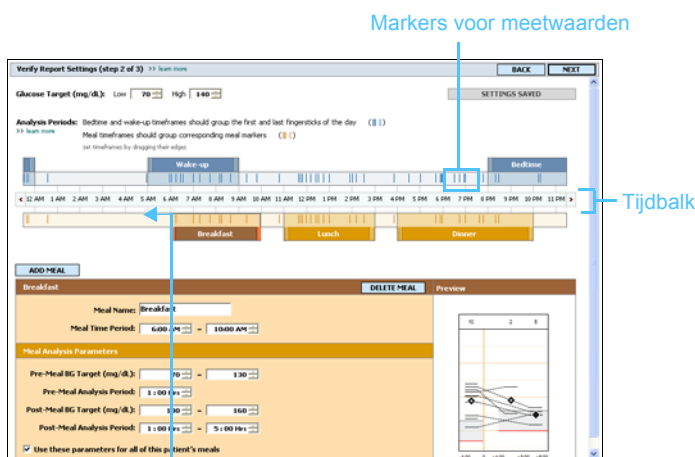 Markers voor meetwaarden
Verify Report Settings (step 2 of 3) >> learn more
BACK
NEXT
Glucose Target (mg/dL): Low 70 High 140
SETTINGS SAVED
Analysis Periods: Bedtime and wake-up timeframes should group the first and last fingersticks of the day
>> learn more
Meal timeframes should group corresponding meal markers
set timeframes by dragging their edges
Wake-up
Bedtime
12 AM 1 AM 2 AM 3 AM 4 AM 5 AM 6 AM 7 AM 8 AM 9 AM 10 AM 11 AM 12 PM 1 PM 2 PM 3 PM 4 PM 5 PM 6 PM 7 PM 8 PM 9 PM 10 PM 11 PM
Tijdbalk
Breakfast
Lunch
Dinner
ADD MEAL
Breakfast
DELETE MEAL
Preview
Meal Name: Breakfast
Meal Time Period: 6:00 AM - 10:00 AM
Meal Analysis Parameters
Pre-Meal BG Target (mg/dL): 70 - 130
Pre-Meal Analysis Period: 1 : 00 Hrs
Post-Meal BG Target (mg/dL): 100 - 160
Post-Meal Analysis Period: 1 : 00 Hrs - 5 : 00 Hrs
Use these parameters for all of this patient's meals